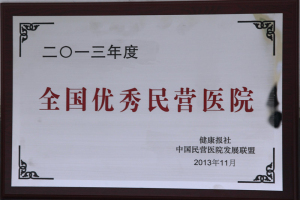 二〇一三年度
全国优秀民营医院
健康报社
中国民营医院发展联盟
2013年11月